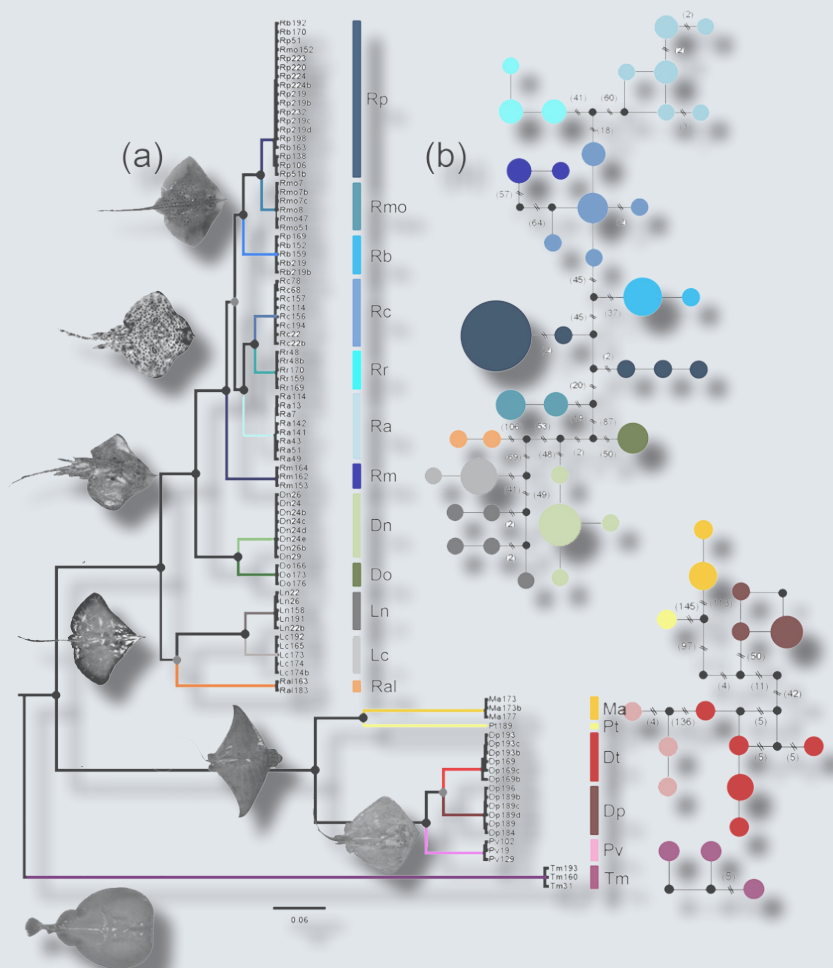 (a)
Rb192
Rb170
Rp51
Rmo152
Rp223
Rp220
Rp224
Rp224b
Rp219
Rp219b
Rp232
Rp219c
Rp219d
Rp198
Rb163
Rp138
Rp106
Rp51b
Rmo7
Rmo7b
Rmo7c
Rmo8
Rmo47
Rmo51
Rp169
Rb152
Rb159
Rb219
Rb219b
Rc78
Rc68
Rc157
Rc114
Rc156
Rc194
Rc22
Rc22b
Rr48
Rr48b
Rr170
Rr159
Rr169
Ra114
Ra13
Ra7
Ra142
Ra141
Ra43
Ra51
Ra49
Rm164
Rm162
Rm153
Dn26
Dn24
Dn24b
Dn24c
Dn24d
Dn24e
Dn26b
Dn29
Do166
Do173
Do176
Ln22
Ln26
Ln158
Ln191
Ln22b
Lc192
Lc165
Lc173
Lc174
Lc174b
Ral163
Ral183
Ma173
Ma173b
Ma177
Pt189
Dp193
Dp193c
Dp193b
Dp169
Dp169c
Dp169b
Dp196
Dp189b
Dp189c
Dp189d
Dp189
Dp184
Pv102
Pv19
Pv129
Tm193
Tm160
Tm31
0.06
Rp
Rmo
Rb
Rc
Rr
Ra
Rm
Dn
Do
Ln
Lc
Ral
Ma
Pt
Dt
Dp
Pv
Tm
(b)
(2)
(41)
(60)
(18)
(57)
(64)
(45)
(37)
(45)
(2)
(20)
(87)
(106)
(69)
(48)
(2)
(50)
(41)
(49)
(145)
(97)
(50)
(4)
(11)
(42)
(4)
(136)
(5)
(5)
(5)